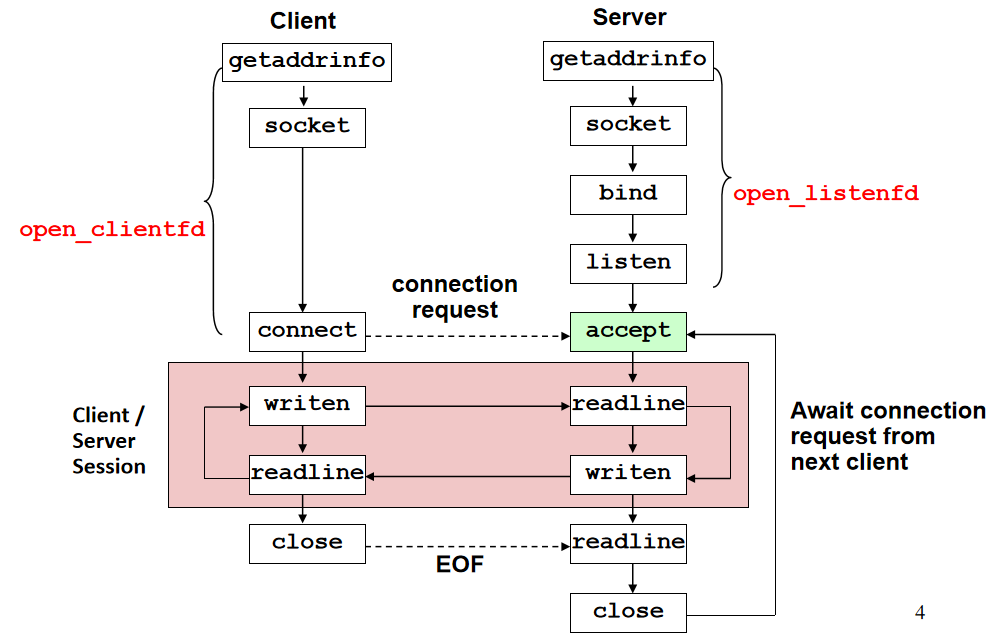 Client
Server
getaddrinfo
getaddrinfo
socket
socket
bind
open_listenfd
open_clientfd
listen
connection
request
connect
accept
Client /
Server
Session
writen
readline
readline
writen
Await connection
request from
next client
close
EOF
readline
close
4